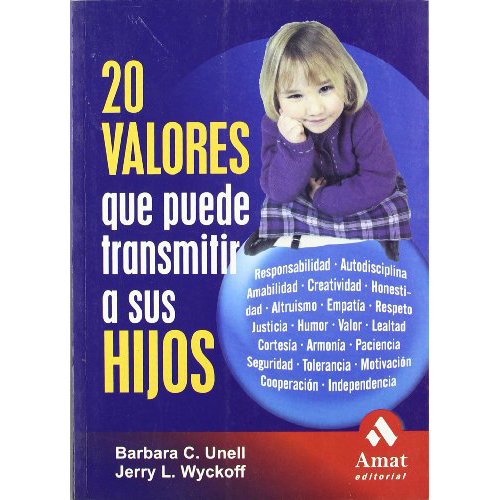 20
VALORES
que puede
transmitir
a sus
HIJOS
Responsabilidad · Autodisciplina
Amabilidad · Creatividad · Honesti-
dad · Altruismo · Empatía · Respeto
Justicia · Humor · Valor · Lealtad
Cortesía · Armonía · Paciencia
Seguridad · Tolerancia · Motivación
Cooperación · Independencia
Barbara C. Unell
Jerry L. Wyckoff
Amat
editorial